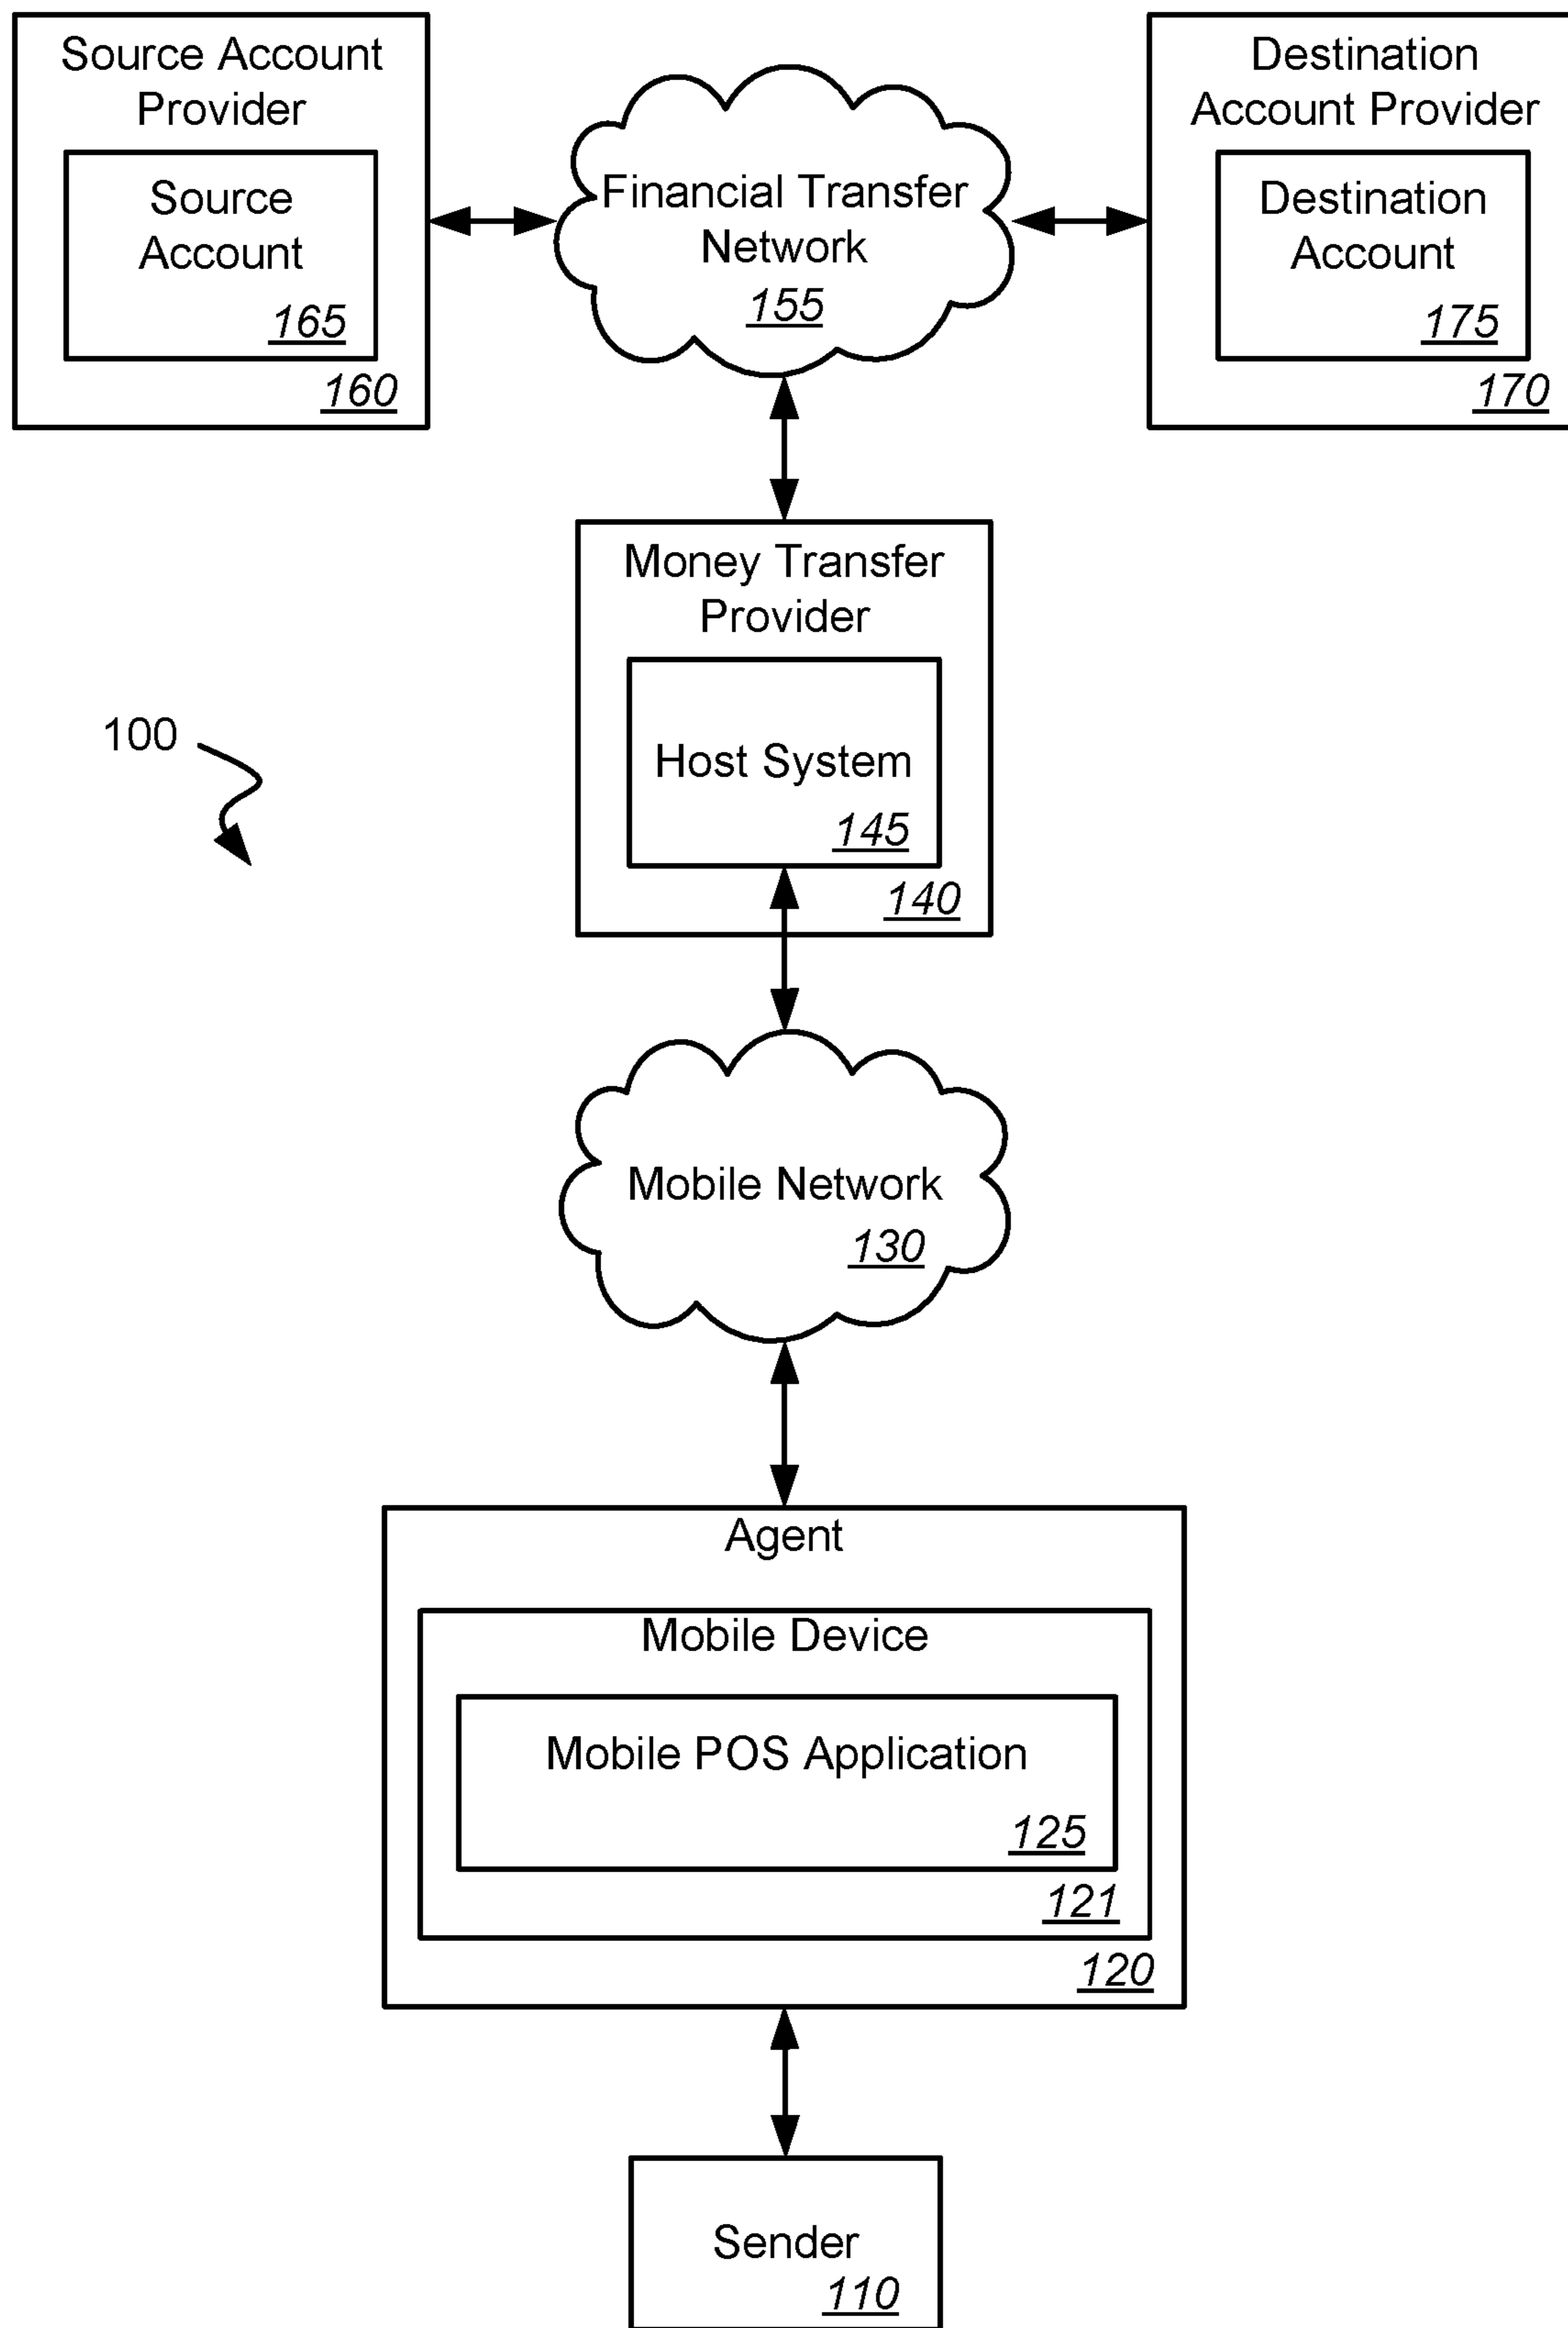 Source Account
Provider
Source
Account
165
160
Financial Transfer
Network
155
Destination
Account Provider
Destination
Account
175
170
Money Transfer
Provider
Host System
145
140
100
Mobile Network
130
Agent
Mobile Device
Mobile POS Application
125
121
120
Sender
110